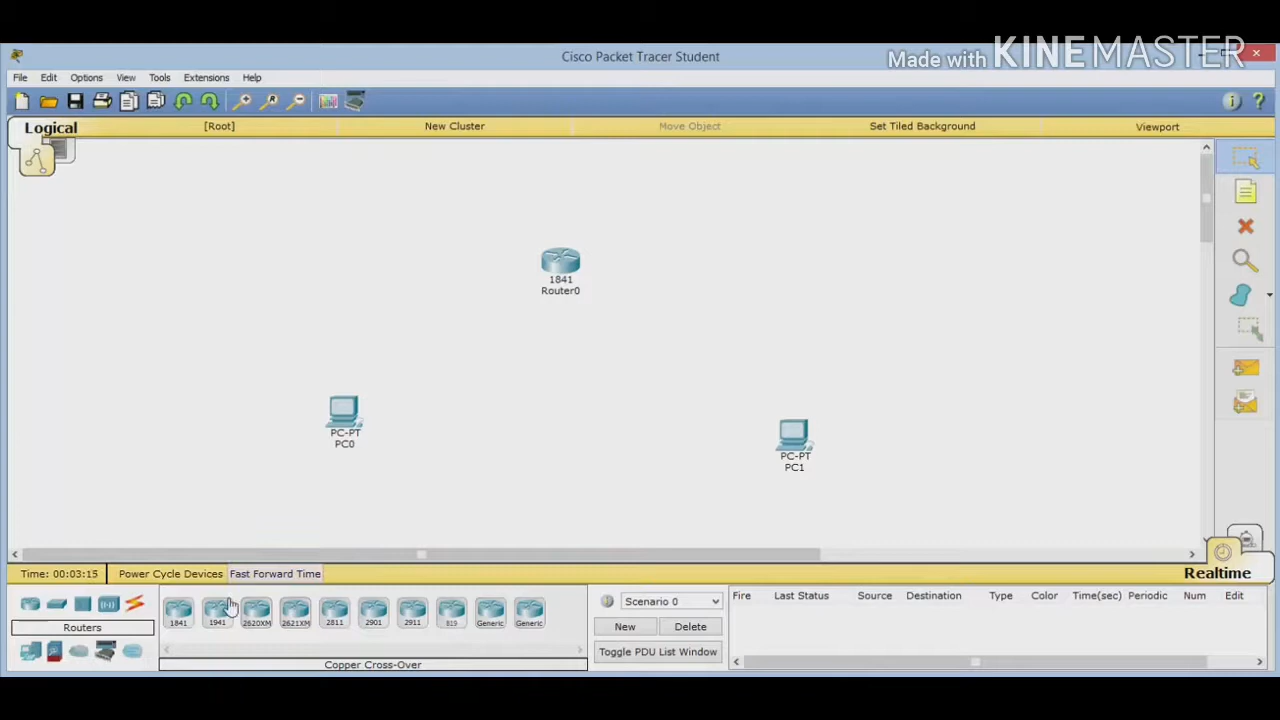 Cisco Packet Tracer Student
Made with KINEMASTER
File Edit Options View Tools Extensions Help
Logical [Root] New Cluster Move Object Set Tiled Background Viewport
1841
Router0
PC-PT
PC0
PC-PT
PC1
Time: 00:03:15 Power Cycle Devices Fast Forward Time Realtime
Routers
1841 1941 2620XM 2621XM 2811 2901 2911 819 Generic Generic
Copper Cross-Over
Scenario 0
New Delete
Toggle PDU List Window
Fire Last Status Source Destination Type Color Time(sec) Periodic Num Edit